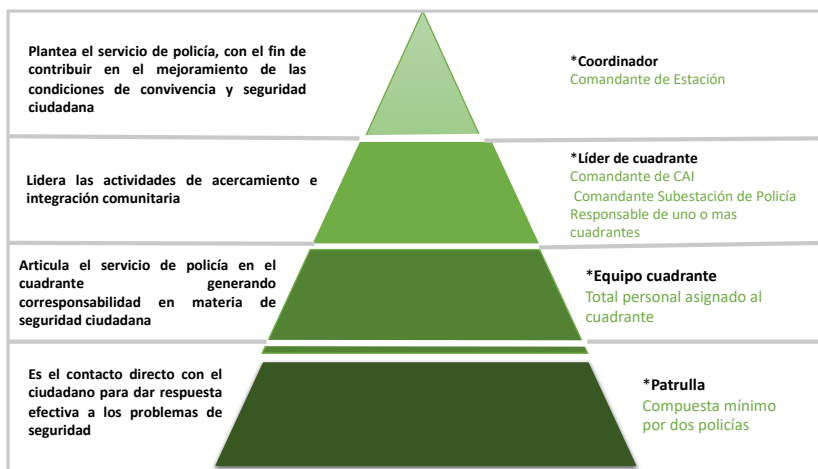 Plantea el servicio de policía, con el fin de
contribuir en el mejoramiento de las
condiciones de convivencia y seguridad
ciudadana
*Coordinador
Comandante de Estación
Lidera las actividades de acercamiento e
integración comunitaria
*Líder de cuadrante
Comandante de CAI
Comandante Subestación de Policía
Responsable de uno o mas
cuadrantes
Articula el servicio de policía en el
cuadrante generando
corresponsabilidad en materia de
seguridad ciudadana
*Equipo cuadrante
Total personal asignado al
cuadrante
Es el contacto directo con el
ciudadano para dar respuesta
efectiva a los problemas de
seguridad
*Patrulla
Compuesta mínimo
por dos policías